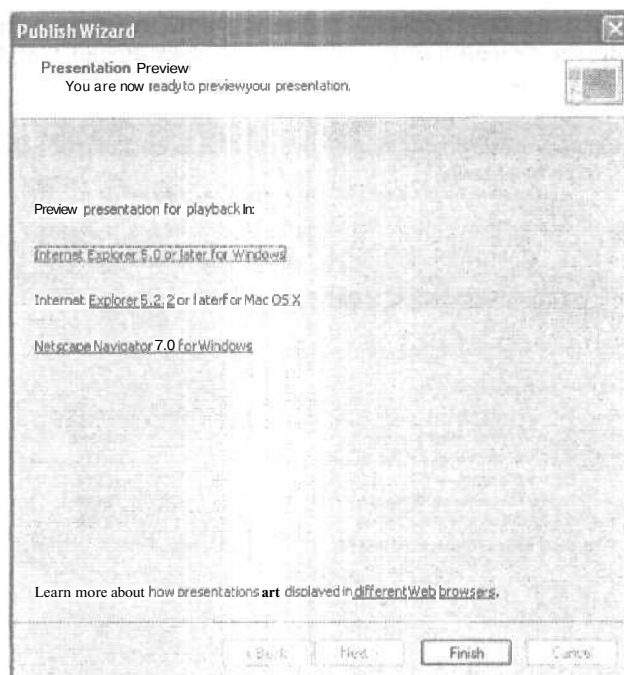 Publish Wizard
Presentation Preview
You are now ready to preview your presentation.
Preview presentation for playback In:
Internet Explorer 5.0 or later for Windows
Internet Explorer 5.2.2 or later for Mac OS X
Netscape Navigator 7.0 for Windows
Learn more about how presentations art displayed in different Web browsers.
< Back Next Finish Cancel